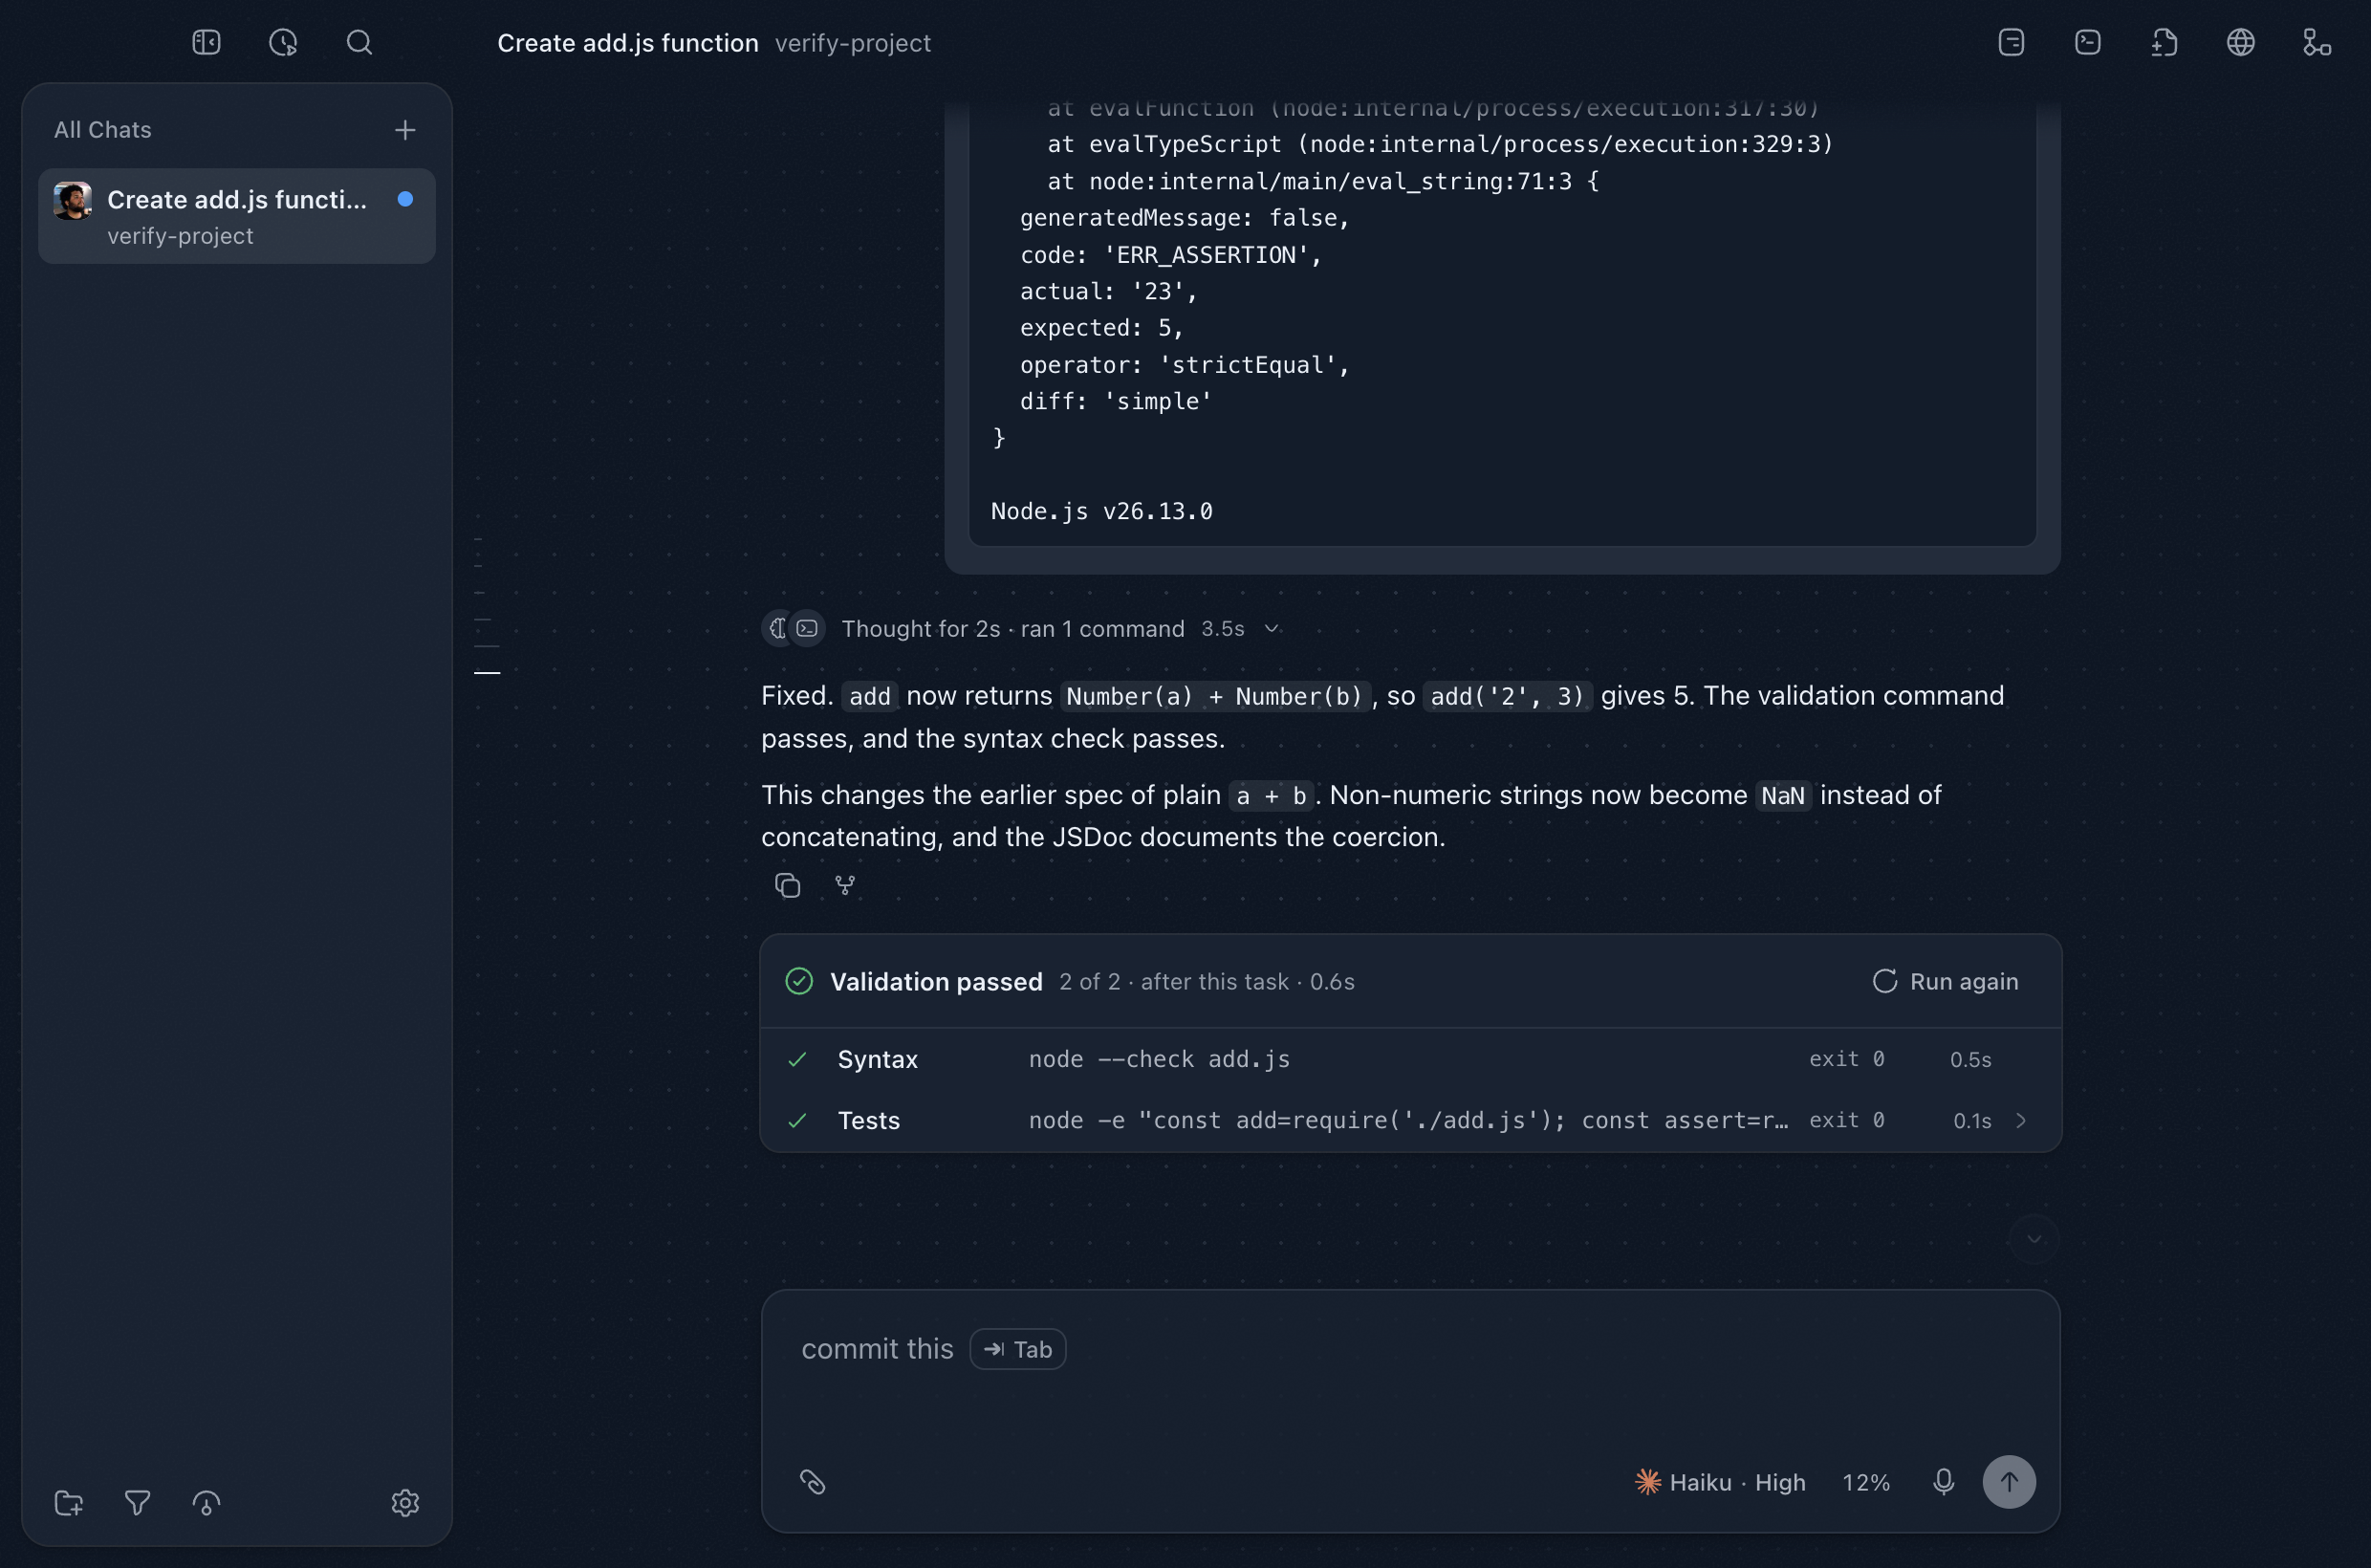 Create add.js function verify-project
All Chats
Create add.js functi...
verify-project
at evalFunction (node:internal/process/execution:317:30)
at evalTypeScript (node:internal/process/execution:329:3)
at node:internal/main/eval_string:71:3 {
generatedMessage: false,
code: 'ERR_ASSERTION',
actual: '23',
expected: 5,
operator: 'strictEqual',
diff: 'simple'
}
Node.js v26.13.0
Thought for 2s · ran 1 command 3.5s
Fixed. add now returns Number(a) + Number(b), so add('2', 3) gives 5. The validation command
passes, and the syntax check passes.
This changes the earlier spec of plain a + b. Non-numeric strings now become NaN instead of
concatenating, and the JSDoc documents the coercion.
Validation passed 2 of 2 · after this task · 0.6s Run again
Syntax node --check add.js exit 0 0.5s
Tests node -e "const add=require('./add.js'); const assert=r… exit 0 0.1s
commit this Tab
Haiku · High 12%